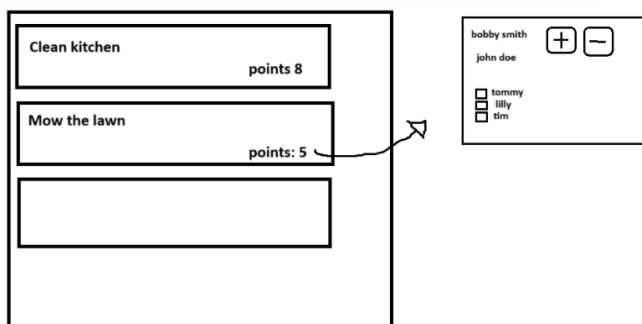 Clean kitchen
points 8
Mow the lawn
points: 5
bobby smith
john doe
+ −
tommy
lilly
tim